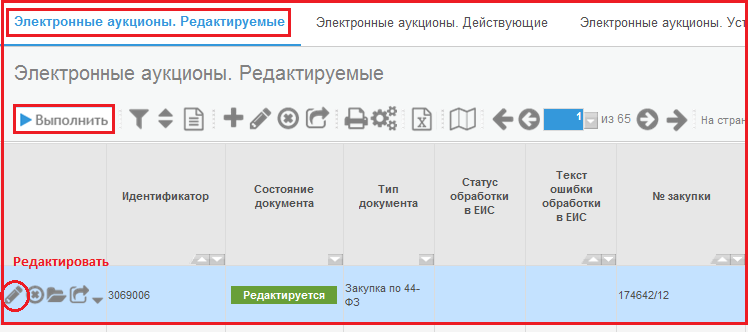 Электронные аукционы. Редактируемые Электронные аукционы. Действующие Электронные аукционы. Уст
Электронные аукционы. Редактируемые
Выполнить 1 из 65 На стран
Идентификатор
Состояние
документа
Тип
документа
Статус
обработки
в ЕИС
Текст
ошибки
обработки
в ЕИС
№ закупки
Редактировать
3069006 Редактируется Закупка по 44-
ФЗ 174642/12